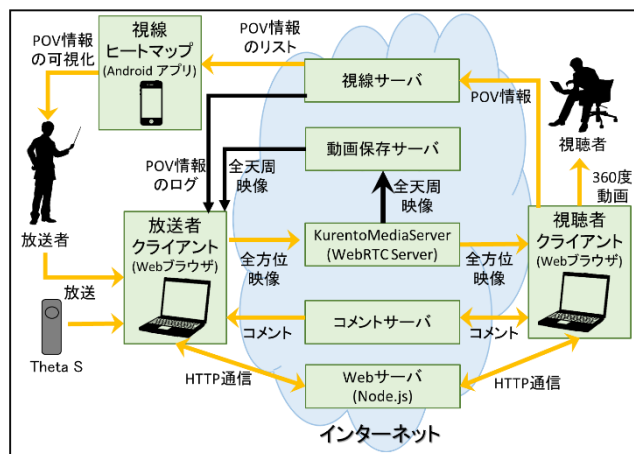 POV情報
の可視化
視線
ヒートマップ
(Android アプリ)
POV情報
のリスト
視線サーバ
POV情報
視聴者
動画保存サーバ
POV情報
のログ
全天周
映像
全天周
映像
360度
動画
放送者
放送者
クライアント
(Webブラウザ)
全方位
映像
KurentoMediaServer
(WebRTC Server)
全方位
映像
視聴者
クライアント
(Webブラウザ)
放送
Theta S
コメント
コメントサーバ
コメント
HTTP通信
Webサーバ
(Node.js)
HTTP通信
インターネット